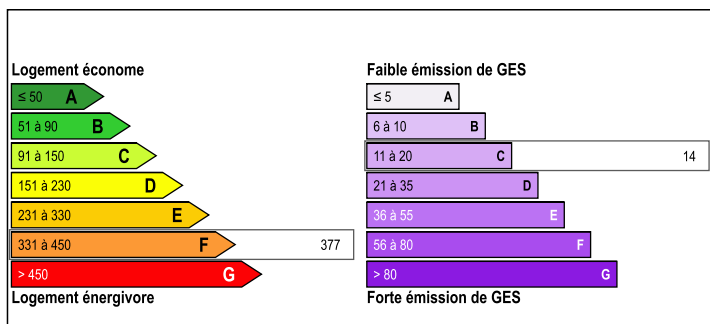 Logement économe
≤ 50 A
51 à 90 B
91 à 150 C
151 à 230 D
231 à 330 E
331 à 450 F 377
> 450 G
Logement énergivore
Faible émission de GES
≤ 5 A
6 à 10 B
11 à 20 C 14
21 à 35 D
36 à 55 E
56 à 80 F
> 80 G
Forte émission de GES